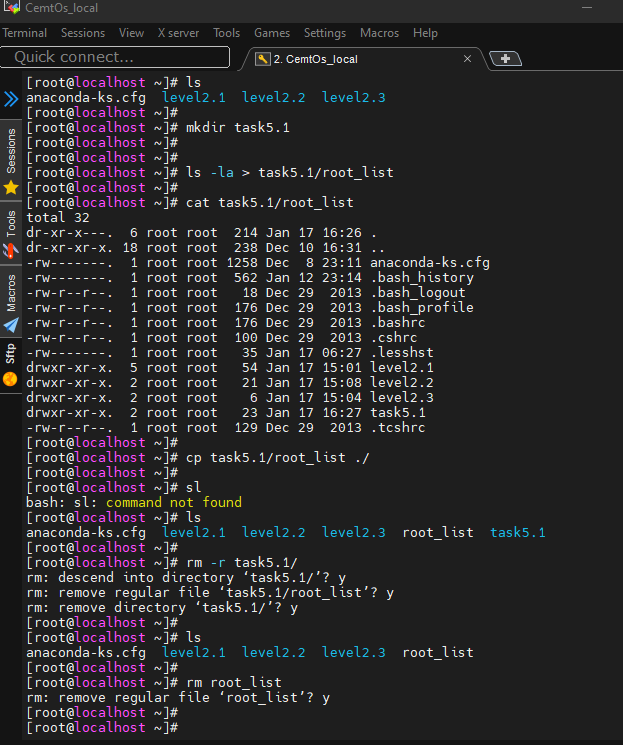 CemtOs_local
Terminal Sessions View X server Tools Games Settings Macros Help
Quick connect...
2. CemtOs_local
Sessions
Tools
Macros
Sftp
[root@localhost ~]# ls
anaconda-ks.cfg  level2.1  level2.2  level2.3
[root@localhost ~]#
[root@localhost ~]# mkdir task5.1
[root@localhost ~]#
[root@localhost ~]#
[root@localhost ~]# ls -la > task5.1/root_list
[root@localhost ~]#
[root@localhost ~]# cat task5.1/root_list
total 32
dr-xr-x---.  6 root root  214 Jan 17 16:26 .
dr-xr-xr-x. 18 root root  238 Dec 10 16:31 ..
-rw-------.  1 root root 1258 Dec  8 23:11 anaconda-ks.cfg
-rw-------.  1 root root  562 Jan 12 23:14 .bash_history
-rw-r--r--.  1 root root   18 Dec 29  2013 .bash_logout
-rw-r--r--.  1 root root  176 Dec 29  2013 .bash_profile
-rw-r--r--.  1 root root  176 Dec 29  2013 .bashrc
-rw-r--r--.  1 root root  100 Dec 29  2013 .cshrc
-rw-------.  1 root root   35 Jan 17 06:27 .lesshst
drwxr-xr-x.  5 root root   54 Jan 17 15:01 level2.1
drwxr-xr-x.  2 root root   21 Jan 17 15:08 level2.2
drwxr-xr-x.  2 root root    6 Jan 17 15:04 level2.3
drwxr-xr-x.  2 root root   23 Jan 17 16:27 task5.1
-rw-r--r--.  1 root root  129 Dec 29  2013 .tcshrc
[root@localhost ~]#
[root@localhost ~]# cp task5.1/root_list ./
[root@localhost ~]#
[root@localhost ~]# sl
bash: sl: command not found
[root@localhost ~]# ls
anaconda-ks.cfg  level2.1  level2.2  level2.3  root_list  task5.1
[root@localhost ~]#
[root@localhost ~]# rm -r task5.1/
rm: descend into directory ‘task5.1/’? y
rm: remove regular file ‘task5.1/root_list’? y
rm: remove directory ‘task5.1/’? y
[root@localhost ~]#
[root@localhost ~]# ls
anaconda-ks.cfg  level2.1  level2.2  level2.3  root_list
[root@localhost ~]#
[root@localhost ~]# rm root_list
rm: remove regular file ‘root_list’? y
[root@localhost ~]#
[root@localhost ~]#